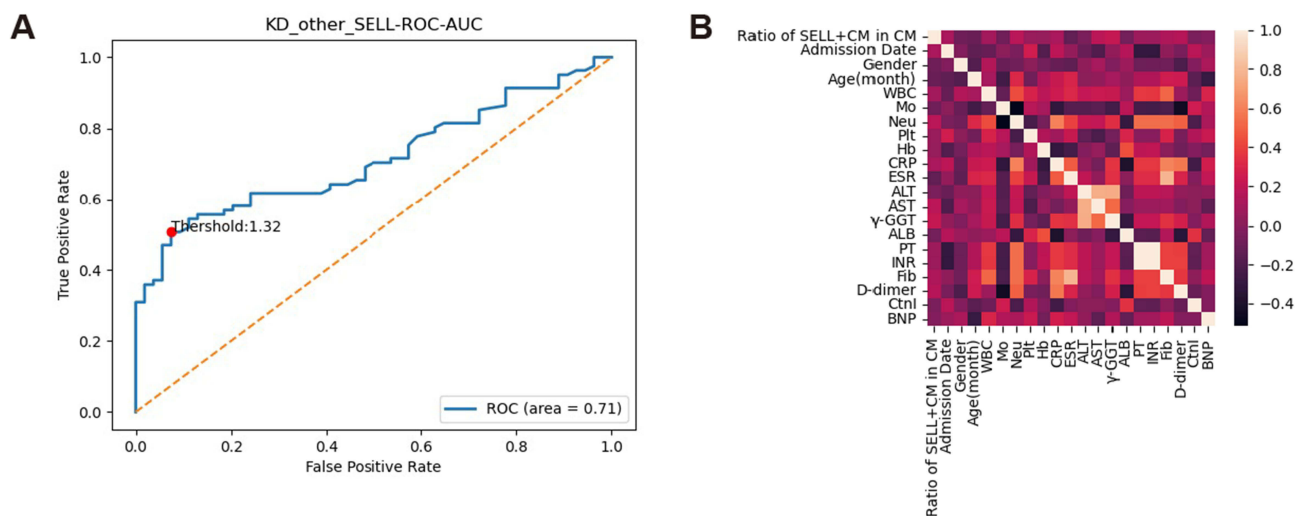 A
KD_other_SELL-ROC-AUC
True Positive Rate
1.0
0.8
0.6
0.4
0.2
0.0
Thershold:1.32
ROC (area = 0.71)
0.0 0.2 0.4 0.6 0.8 1.0
False Positive Rate
B
Ratio of SELL+CM in CM
Admission Date
Gender
Age(month)
WBC
Mo
Neu
Plt
Hb
CRP
ESR
ALT
AST
γ-GGT
ALB
PT
INR
Fib
D-dimer
CtnI
BNP
Ratio of SELL+CM in CM
Admission Date
Gender
Age(month)
WBC
Mo
Neu
Plt
Hb
CRP
ESR
ALT
AST
γ-GGT
ALB
PT
INR
Fib
D-dimer
CtnI
BNP
1.0
0.8
0.6
0.4
0.2
0.0
−0.2
−0.4